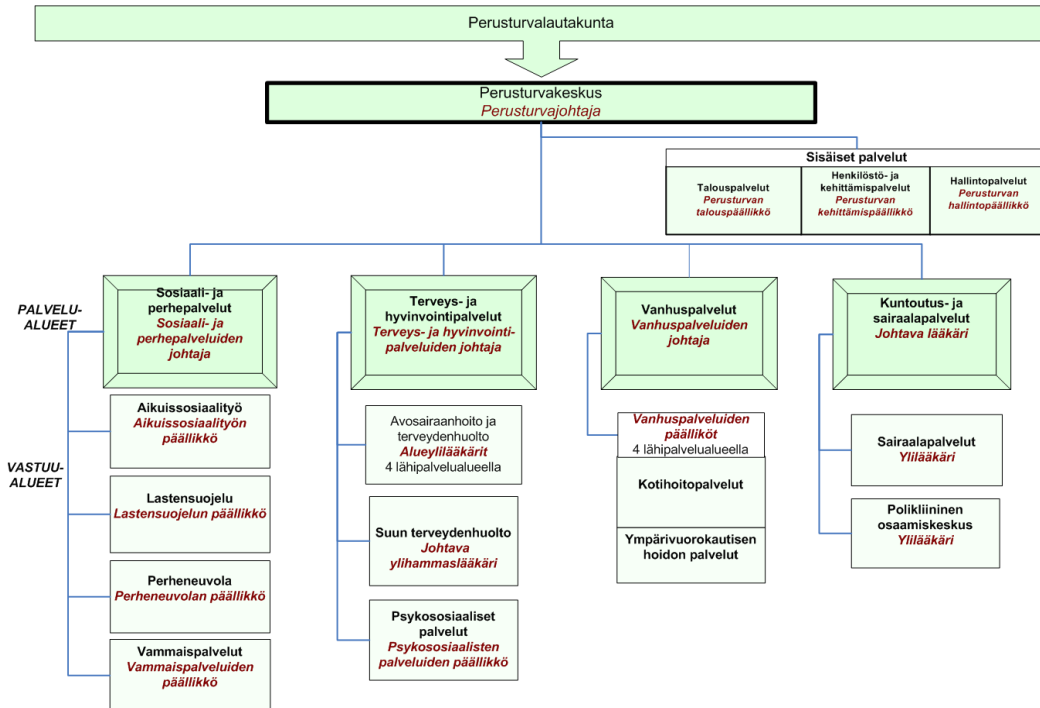 Perusturvalautakunta
Perusturvakeskus
Perusturvajohtaja
Sisäiset palvelut
Talouspalvelut
Perusturvan
talouspäällikkö
Henkilöstö- ja
kehittämispalvelut
Perusturvan
kehittämispäällikkö
Hallintopalvelut
Perusturvan
hallintopäällikkö
PALVELU-
ALUEET
Sosiaali- ja
perhepalvelut
Sosiaali- ja
perhepalveluiden
johtaja
Terveys- ja
hyvinvointipalvelut
Terveys- ja hyvinvointi-
palveluiden johtaja
Vanhuspalvelut
Vanhuspalveluiden
johtaja
Kuntoutus- ja
sairaalapalvelut
Johtava lääkäri
VASTUU-
ALUEET
Aikuissosiaalityö
Aikuissosiaalityön
päällikkö
Lastensuojelu
Lastensuojelun päällikkö
Perheneuvola
Perheneuvolan päällikkö
Vammaispalvelut
Vammaispalveluiden
päällikkö
Avosairaanhoito ja
terveydenhuolto
Alueylilääkärit
4 lähipalvelualueella
Suun terveydenhuolto
Johtava
ylihammaslääkäri
Psykososiaaliset
palvelut
Psykososiaalisten
palveluiden päällikkö
Vanhuspalveluiden
päälliköt
4 lähipalvelualueella
Kotihoitopalvelut
Ympärivuorokautisen
hoidon palvelut
Sairaalapalvelut
Ylilääkäri
Polikliininen
osaamiskeskus
Ylilääkäri